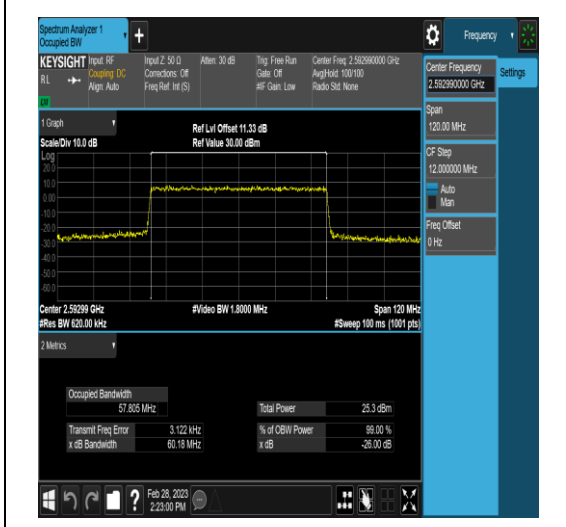 Spectrum Analyzer 1
Occupied BW
+
Frequency
KEYSIGHT Input: RF
RL
Coupling: DC
Align: Auto
LXI
Input Z: 50 Ω
Corrections: Off
Freq Ref: Int (S)
Atten: 30 dB
Trig: Free Run
Gate: Off
#IF Gain: Low
Center Freq: 2.592990000 GHz
Avg|Hold: 100/100
Radio Std: None
Center Frequency
2.592990000 GHz
Settings
Span
120.00 MHz
CF Step
12.000000 MHz
Auto
Man
Freq Offset
0 Hz
1 Graph
Scale/Div 10.0 dB
Ref Lvl Offset 11.33 dB
Ref Value 30.00 dBm
Log
20.0
10.0
0.00
-10.0
-20.0
-30.0
-40.0
-50.0
-60.0
Center 2.59299 GHz
#Res BW 620.00 kHz
#Video BW 1.8000 MHz
Span 120 MHz
#Sweep 100 ms (1001 pts)
2 Metrics
Occupied Bandwidth
57.805 MHz
Total Power 25.3 dBm
Transmit Freq Error 3.122 kHz
% of OBW Power 99.00 %
x dB Bandwidth 60.18 MHz
x dB -26.00 dB
?
Feb 28, 2023
2:23:00 PM